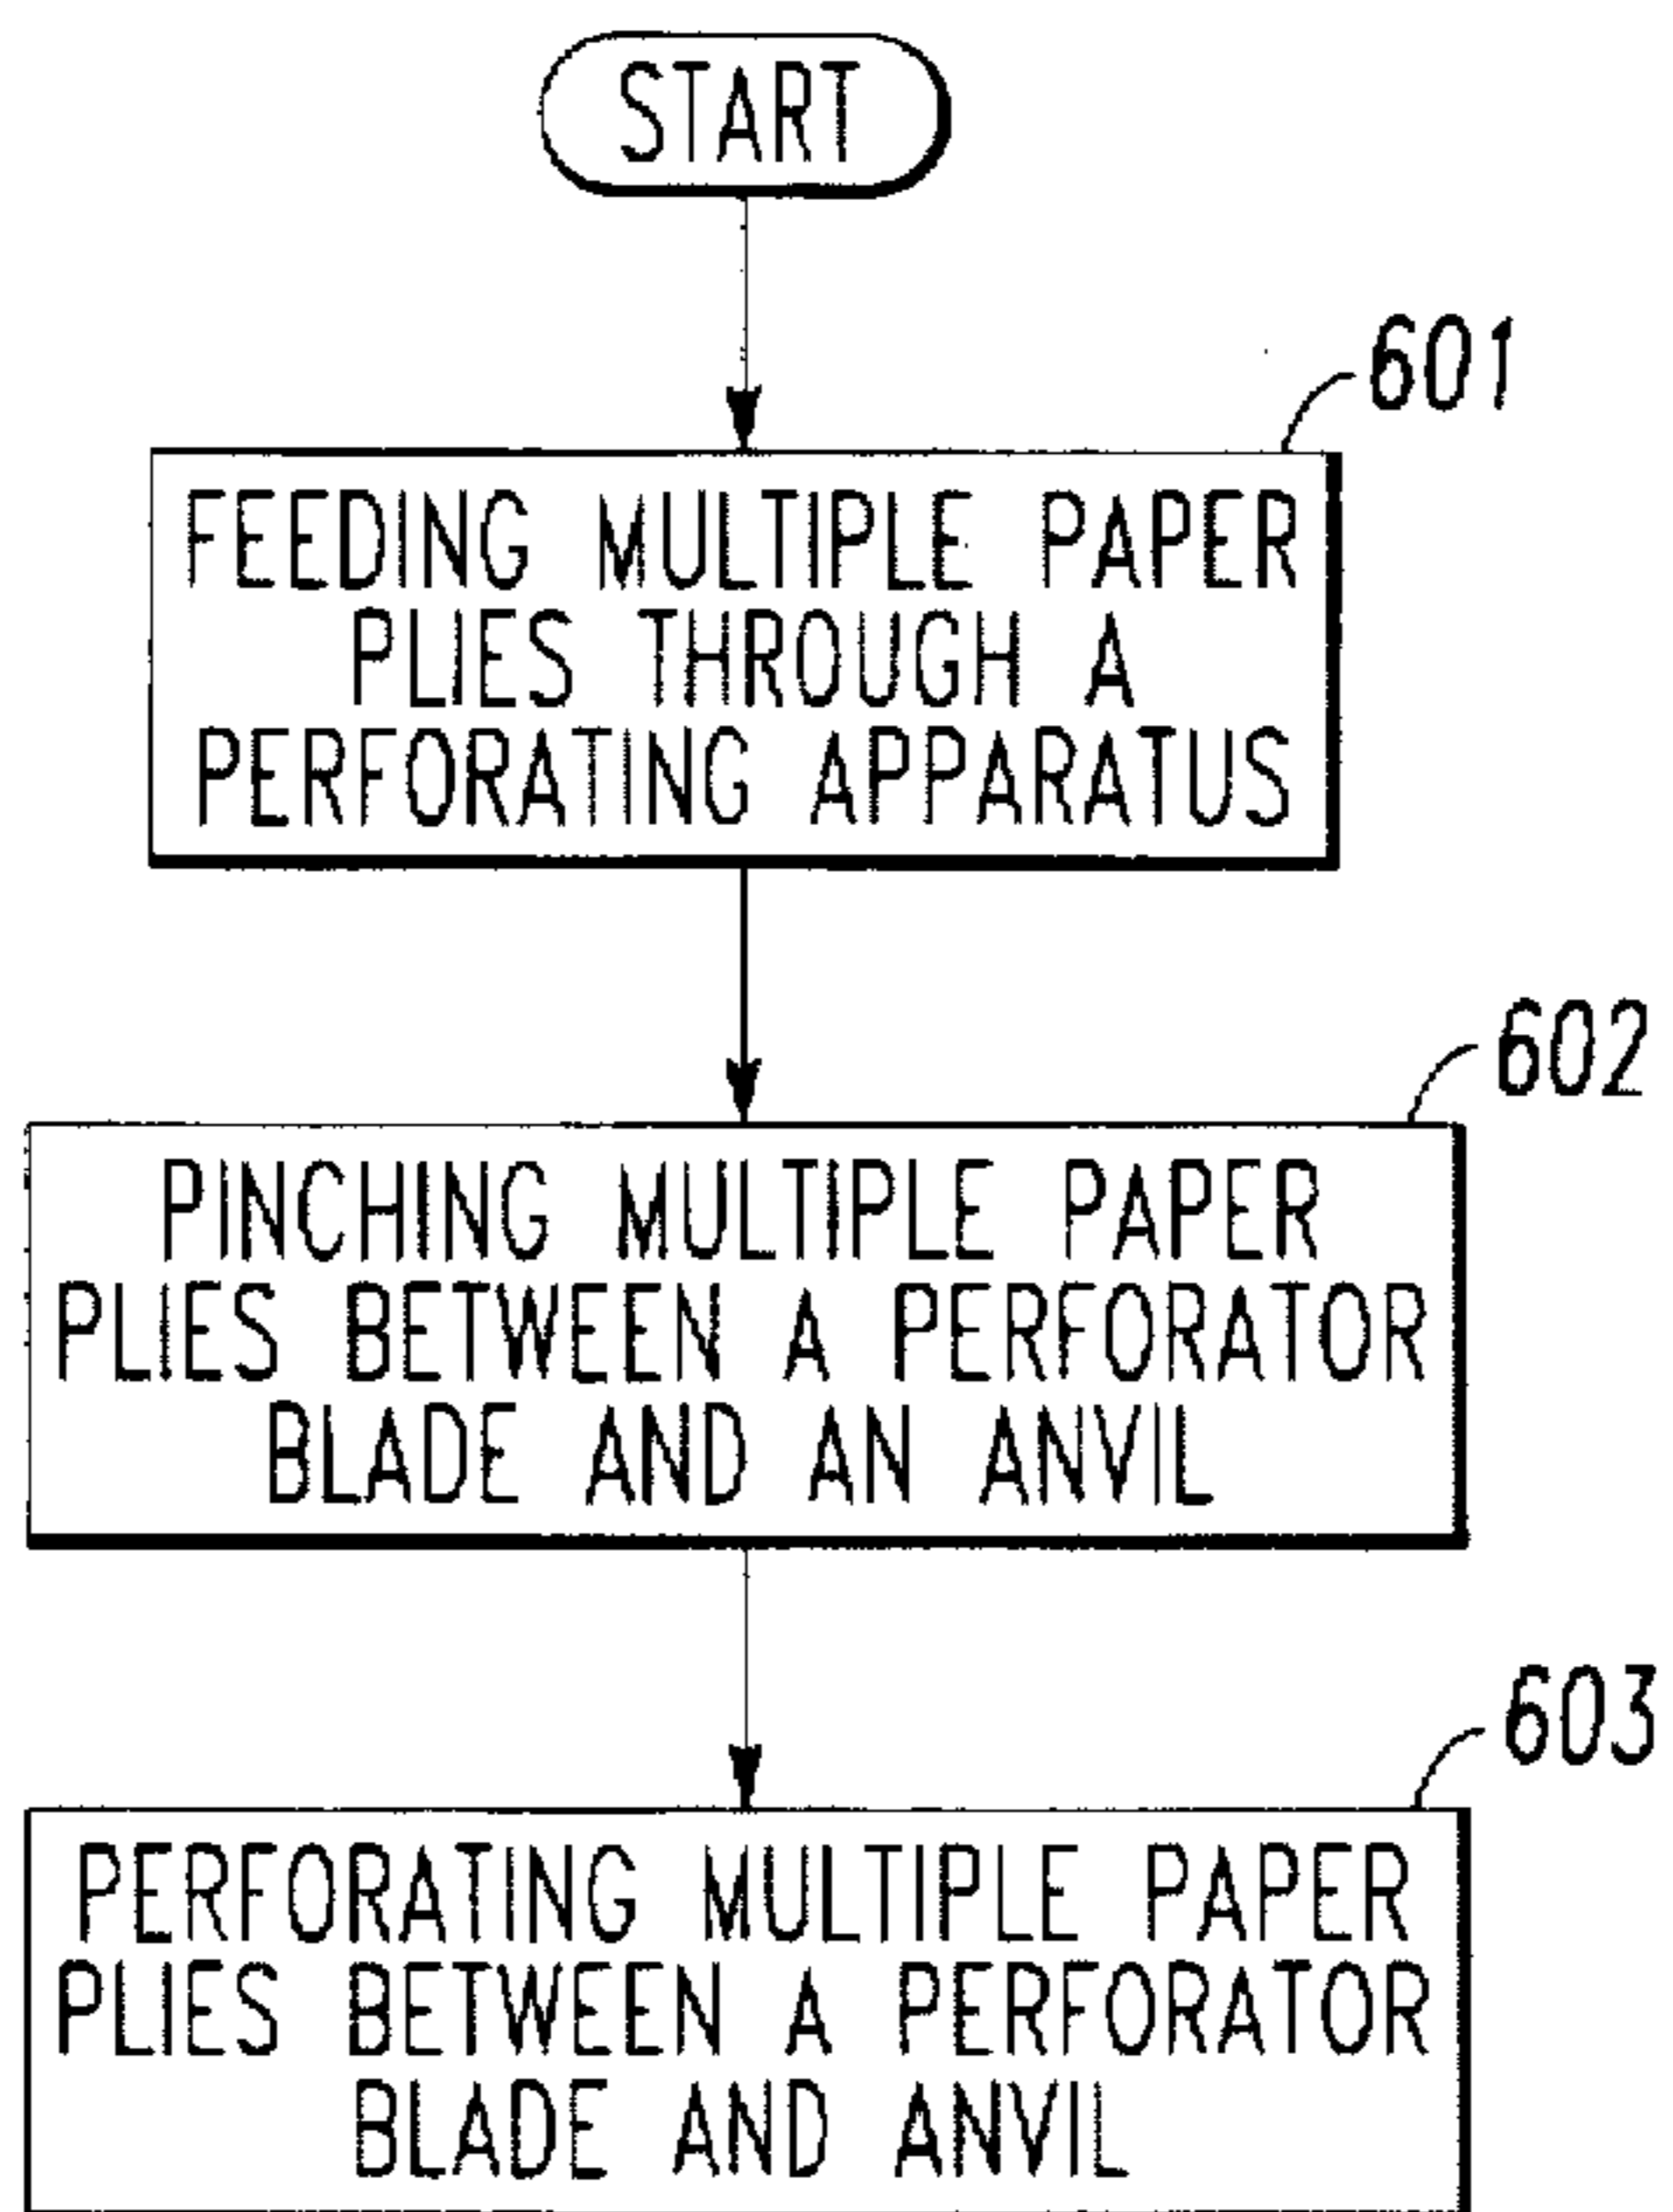 START
601
FEEDING MULTIPLE PAPER
PLIES THROUGH A
PERFORATING APPARATUS
602
PINCHING MULTIPLE PAPER
PLIES BETWEEN A PERFORATOR
BLADE AND AN ANVIL
603
PERFORATING MULTIPLE PAPER
PLIES BETWEEN A PERFORATOR
BLADE AND ANVIL